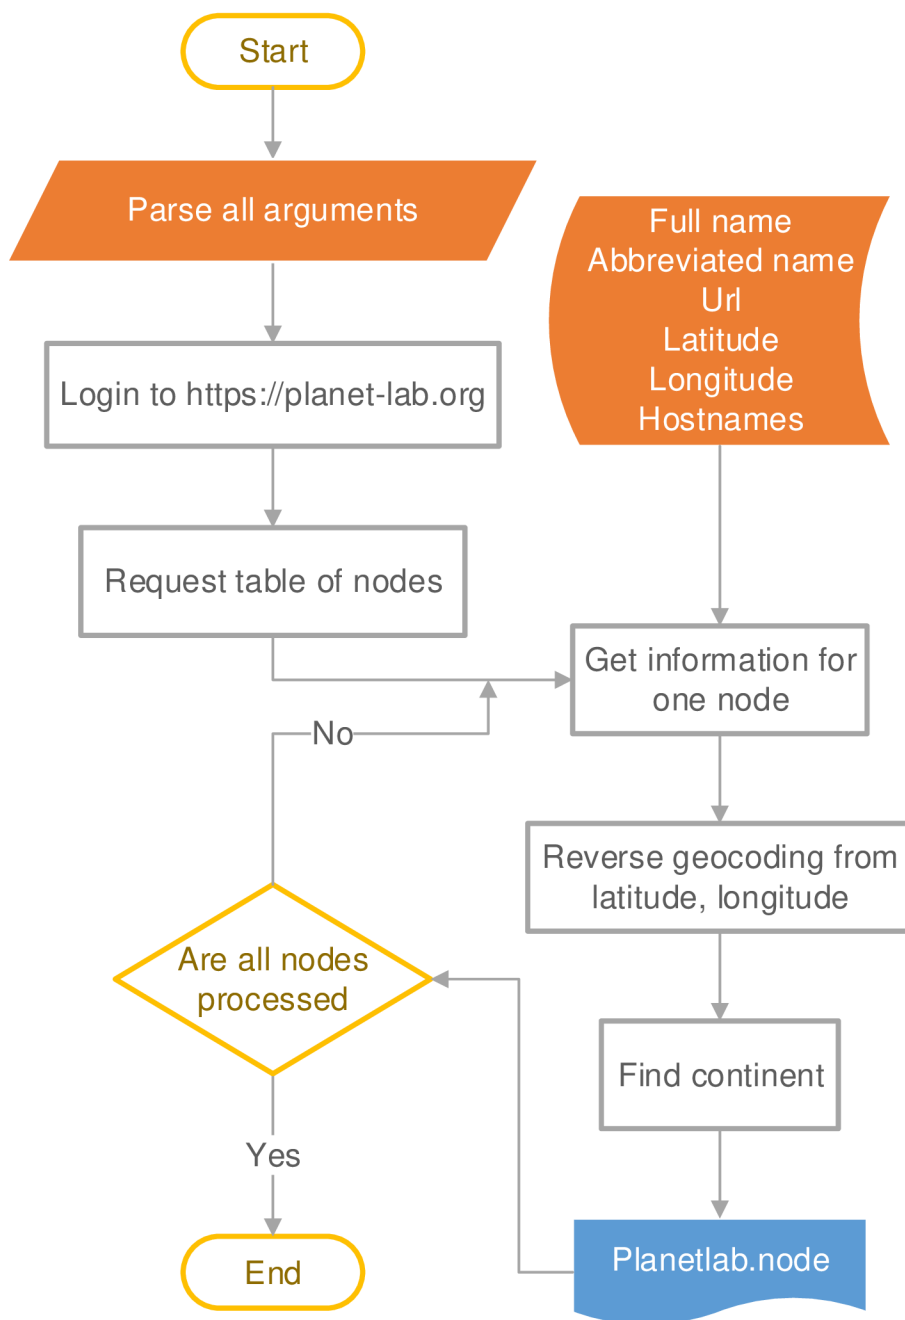 Start
Parse all arguments
Full name
Abbreviated name
Url
Latitude
Longitude
Hostnames
Login to https://planet-lab.org
Request table of nodes
Get information for
one node
No
Reverse geocoding from
latitude, longitude
Are all nodes
processed
Find continent
Yes
Planetlab.node
End